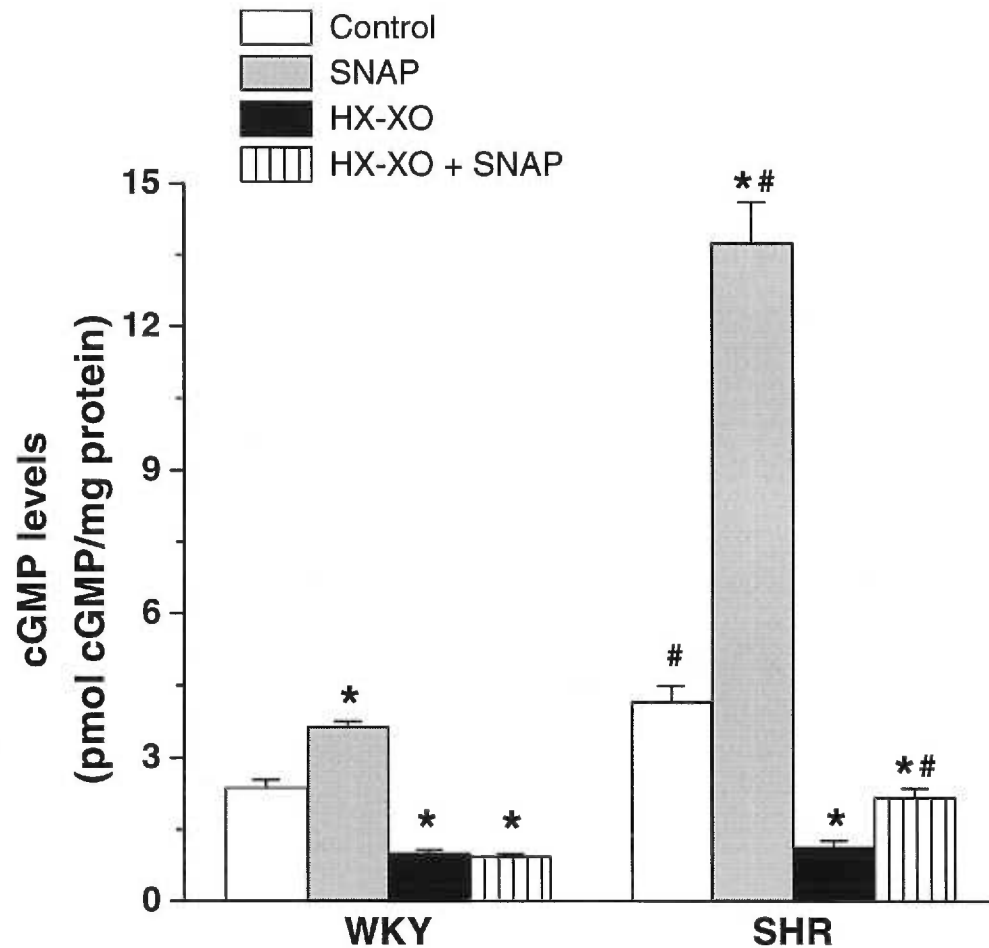 Control
SNAP
HX-XO
HX-XO + SNAP
15
12
9
6
3
0
cGMP levels
(pmol cGMP/mg protein)
*
*
*
#
*#
*
*#
WKY
SHR